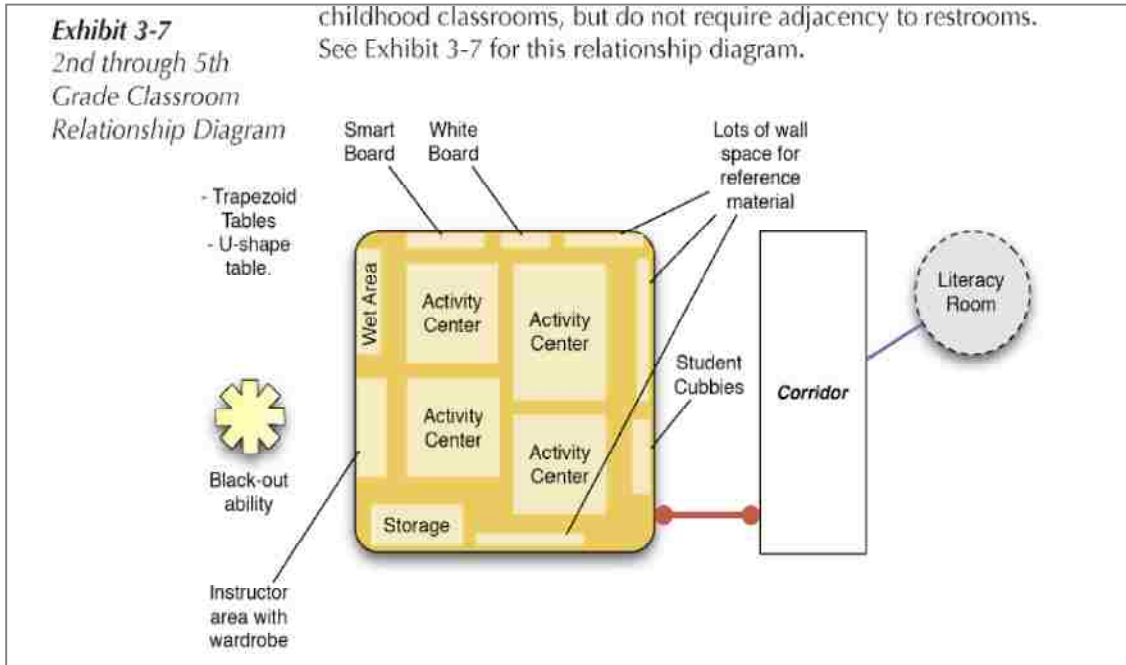 Exhibit 3-7
2nd through 5th
Grade Classroom
Relationship Diagram
childhood classrooms, but do not require adjacency to restrooms.
See Exhibit 3-7 for this relationship diagram.
Smart
Board
White
Board
Lots of wall
space for
reference
material
- Trapezoid
Tables
- U-shape
table.
Wet Area
Activity
Center
Activity
Center
Literacy
Room
Student
Cubbies
Corridor
Activity
Center
Activity
Center
Black-out
ability
Storage
Instructor
area with
wardrobe